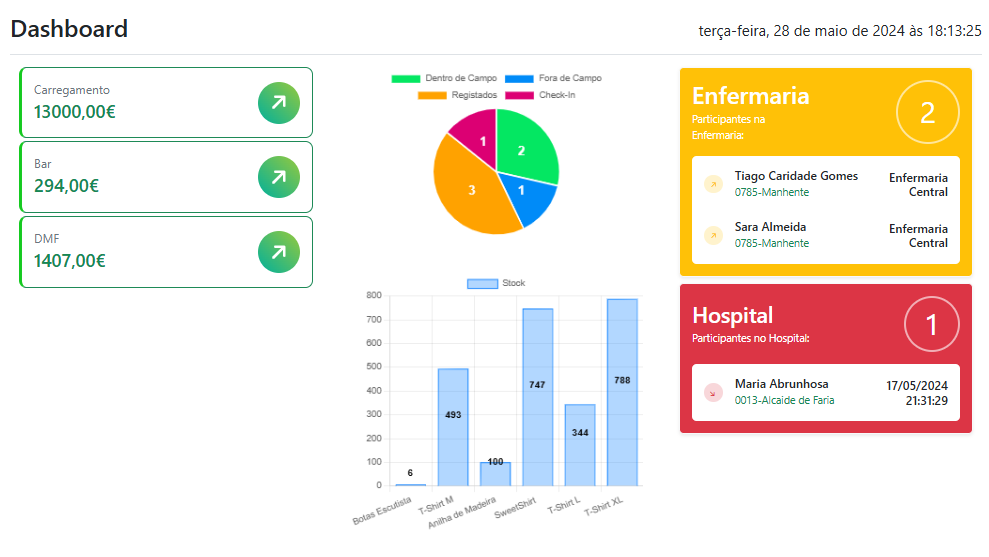 Dashboard
terça-feira, 28 de maio de 2024 às 18:13:25
Carregamento
13000,00€
Bar
294,00€
DMF
1407,00€
Dentro de Campo
Fora de Campo
Registados
Check-In
1
2
3
1
Stock
800
700
600
500
400
300
200
100
0
6
493
100
747
344
788
Botas Escutista
T-Shirt M
Anilha de Madeira
SweetShirt
T-Shirt L
T-Shirt XL
Enfermaria
Participantes na
Enfermaria:
2
Tiago Caridade Gomes
0785-Manhente
Enfermaria
Central
Sara Almeida
0785-Manhente
Enfermaria
Central
Hospital
Participantes no Hospital:
1
Maria Abrunhosa
0013-Alcaide de Faria
17/05/2024
21:31:29